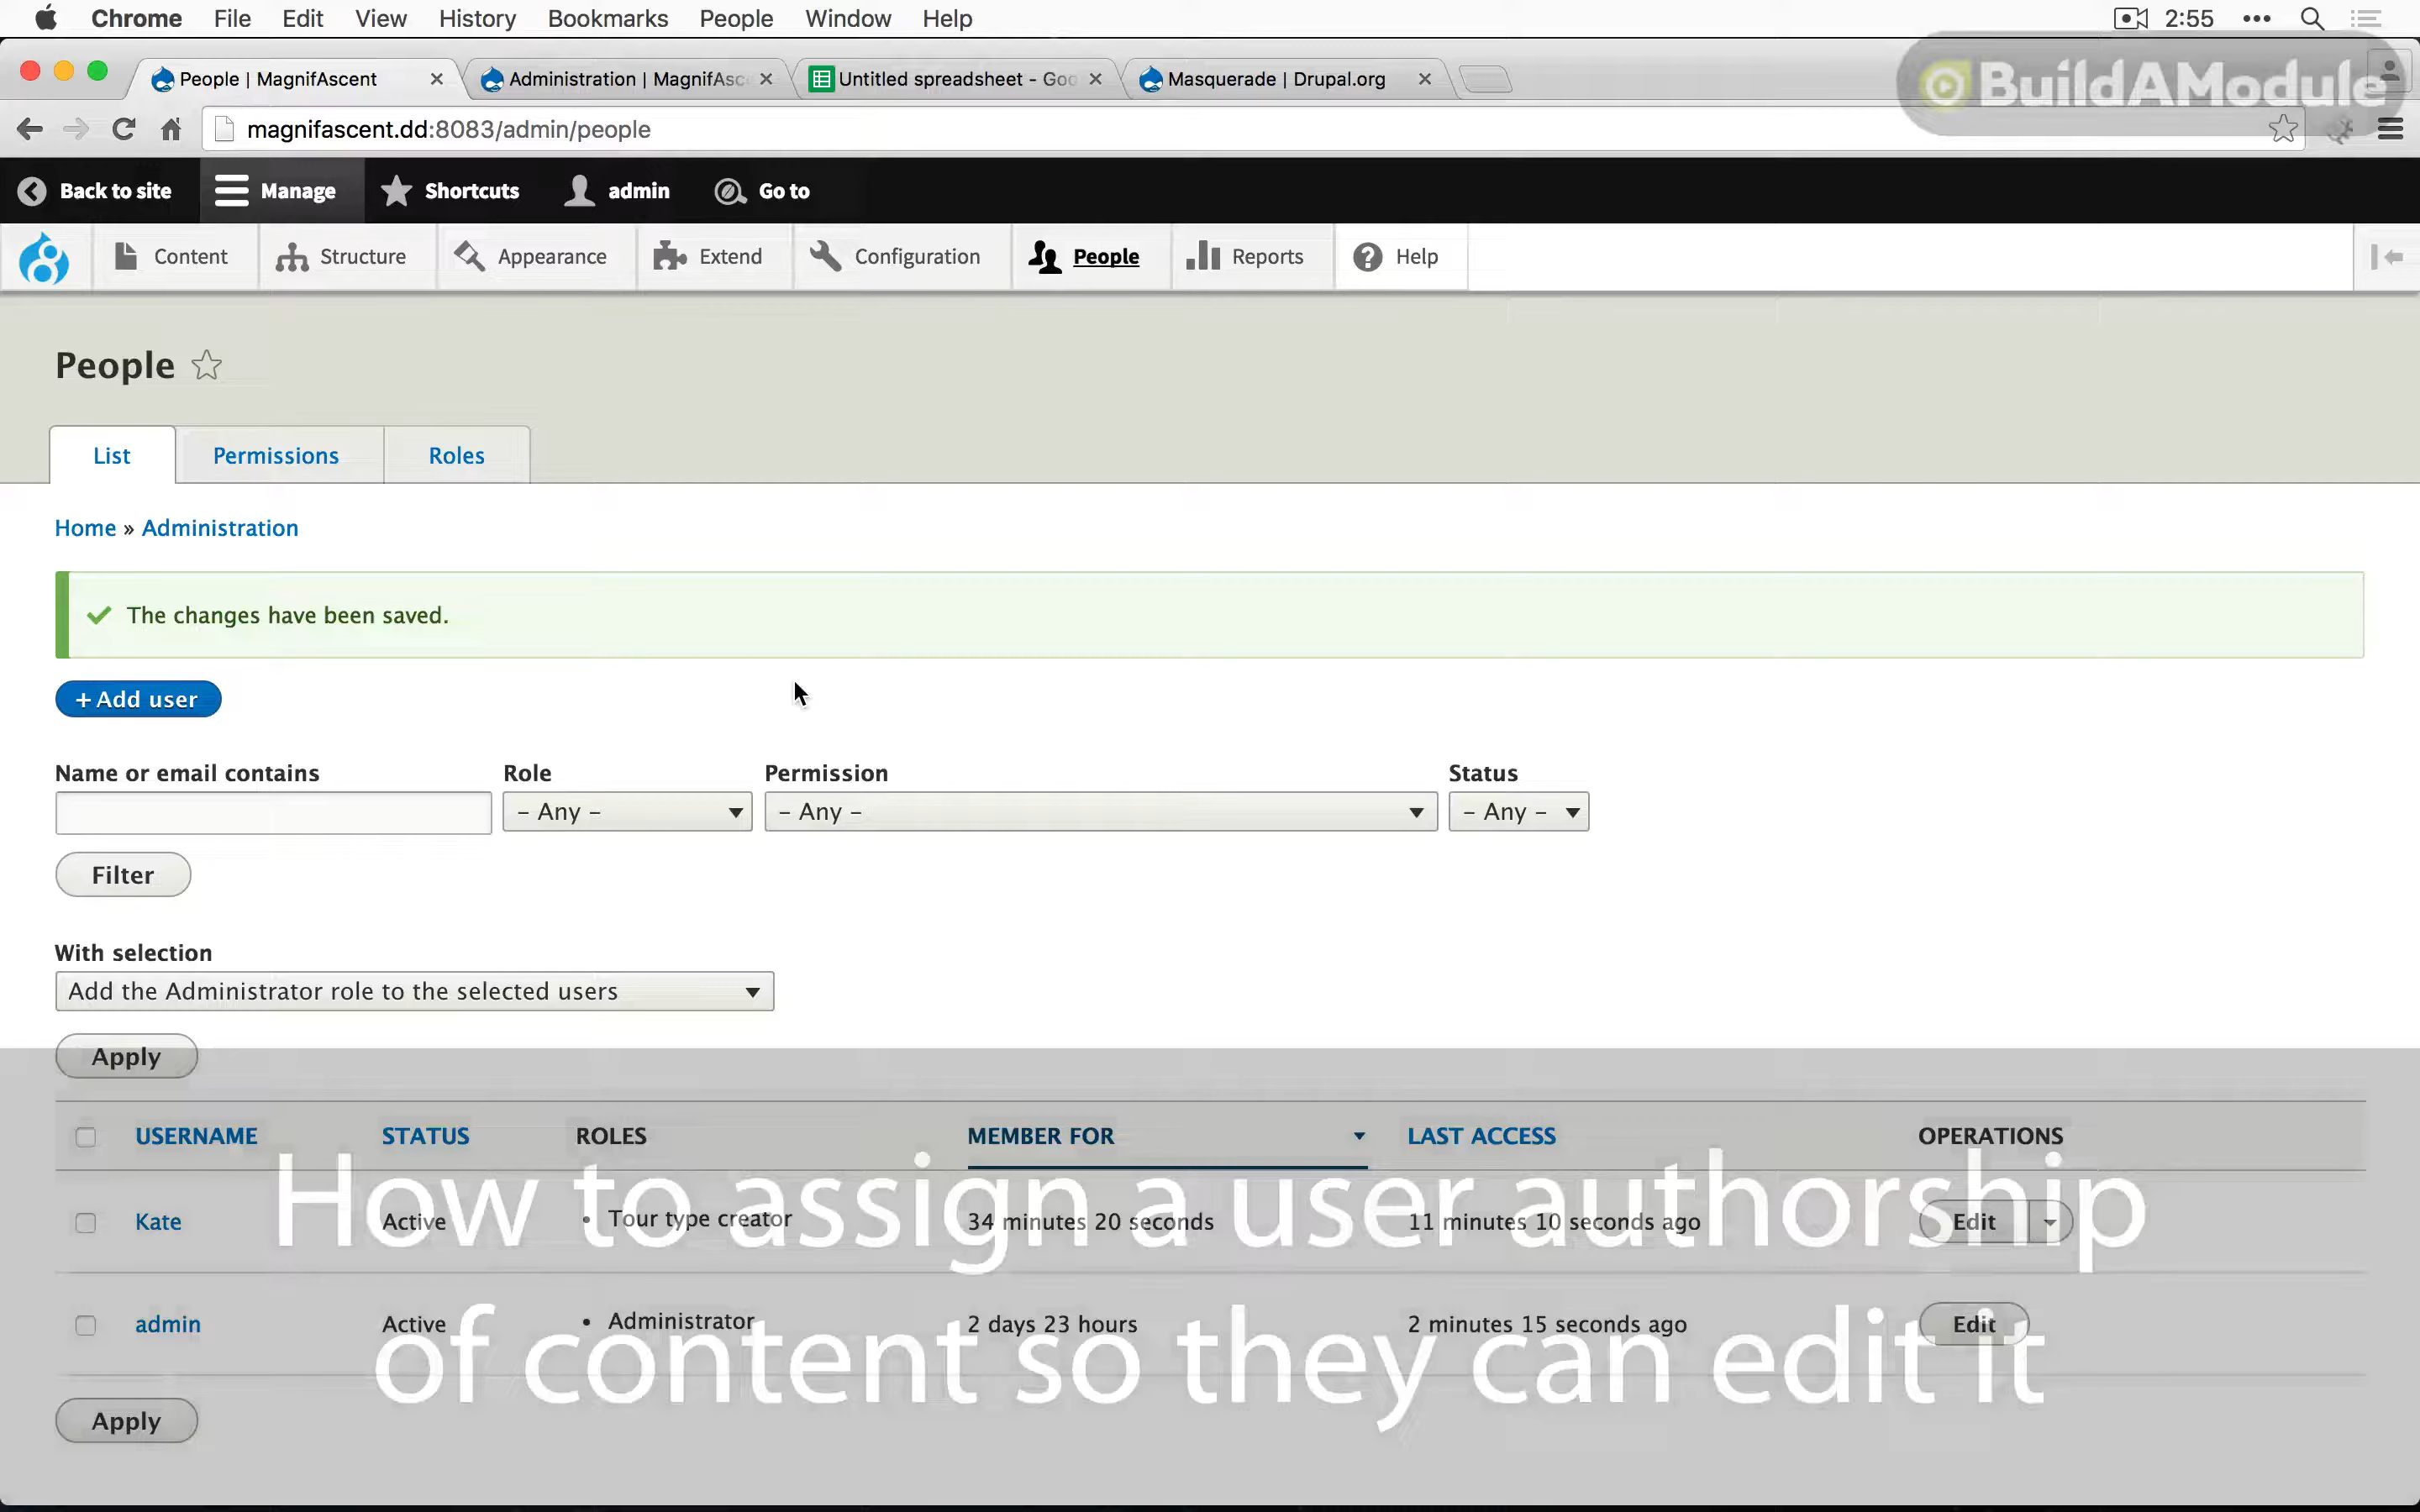 Chrome File Edit View History Bookmarks People Window Help 2:55
People | MagnifAscent Administration | MagnifAsc Untitled spreadsheet - Goo Masquerade | Drupal.org
BuildAModule
magnifascent.dd:8083/admin/people
Back to site Manage Shortcuts admin Go to
Content Structure Appearance Extend Configuration People Reports Help
People
List Permissions Roles
Home » Administration
The changes have been saved.
+ Add user
Name or email contains Role Permission Status
- Any - - Any - - Any -
Filter
With selection
Add the Administrator role to the selected users
Apply
USERNAME STATUS ROLES MEMBER FOR LAST ACCESS OPERATIONS
Kate Active • Tour type creator 34 minutes 20 seconds 11 minutes 10 seconds ago Edit
How to assign a user authorship
admin Active • Administrator 2 days 23 hours 2 minutes 15 seconds ago Edit
of content so they can edit it
Apply